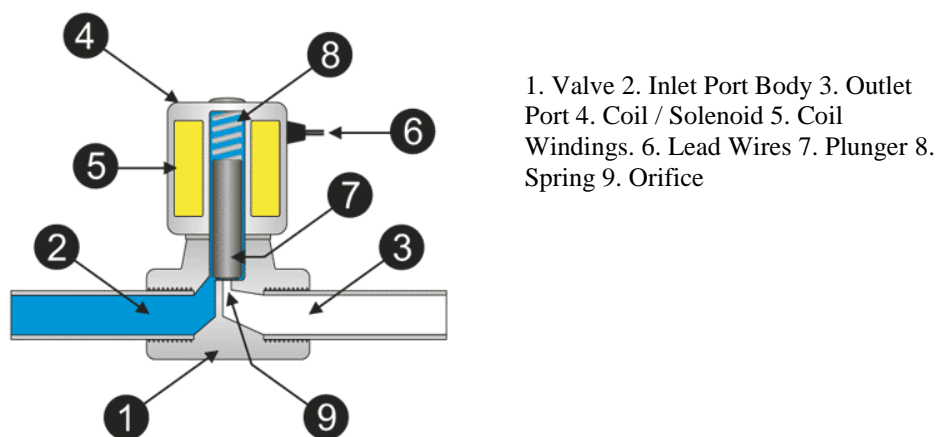 4
8
1. Valve 2. Inlet Port Body 3. Outlet
Port 4. Coil / Solenoid 5. Coil
Windings. 6. Lead Wires 7. Plunger 8.
Spring 9. Orifice
6
5
7
2
3
1
9